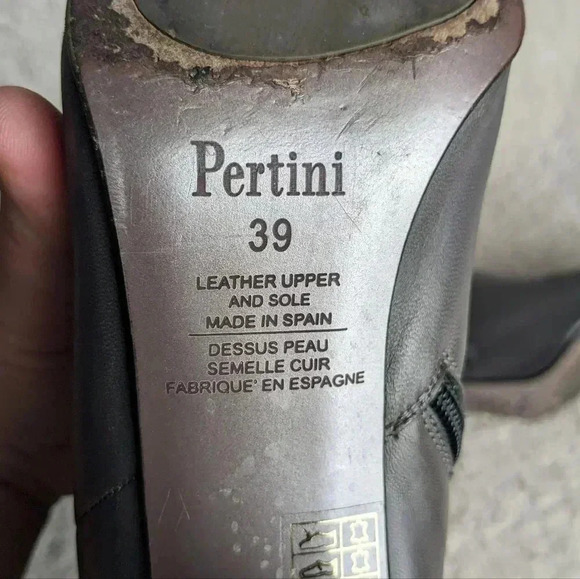 Pertini
39
LEATHER UPPER
AND SOLE
MADE IN SPAIN
DESSUS PEAU
SEMELLE CUIR
FABRIQUE' EN ESPAGNE